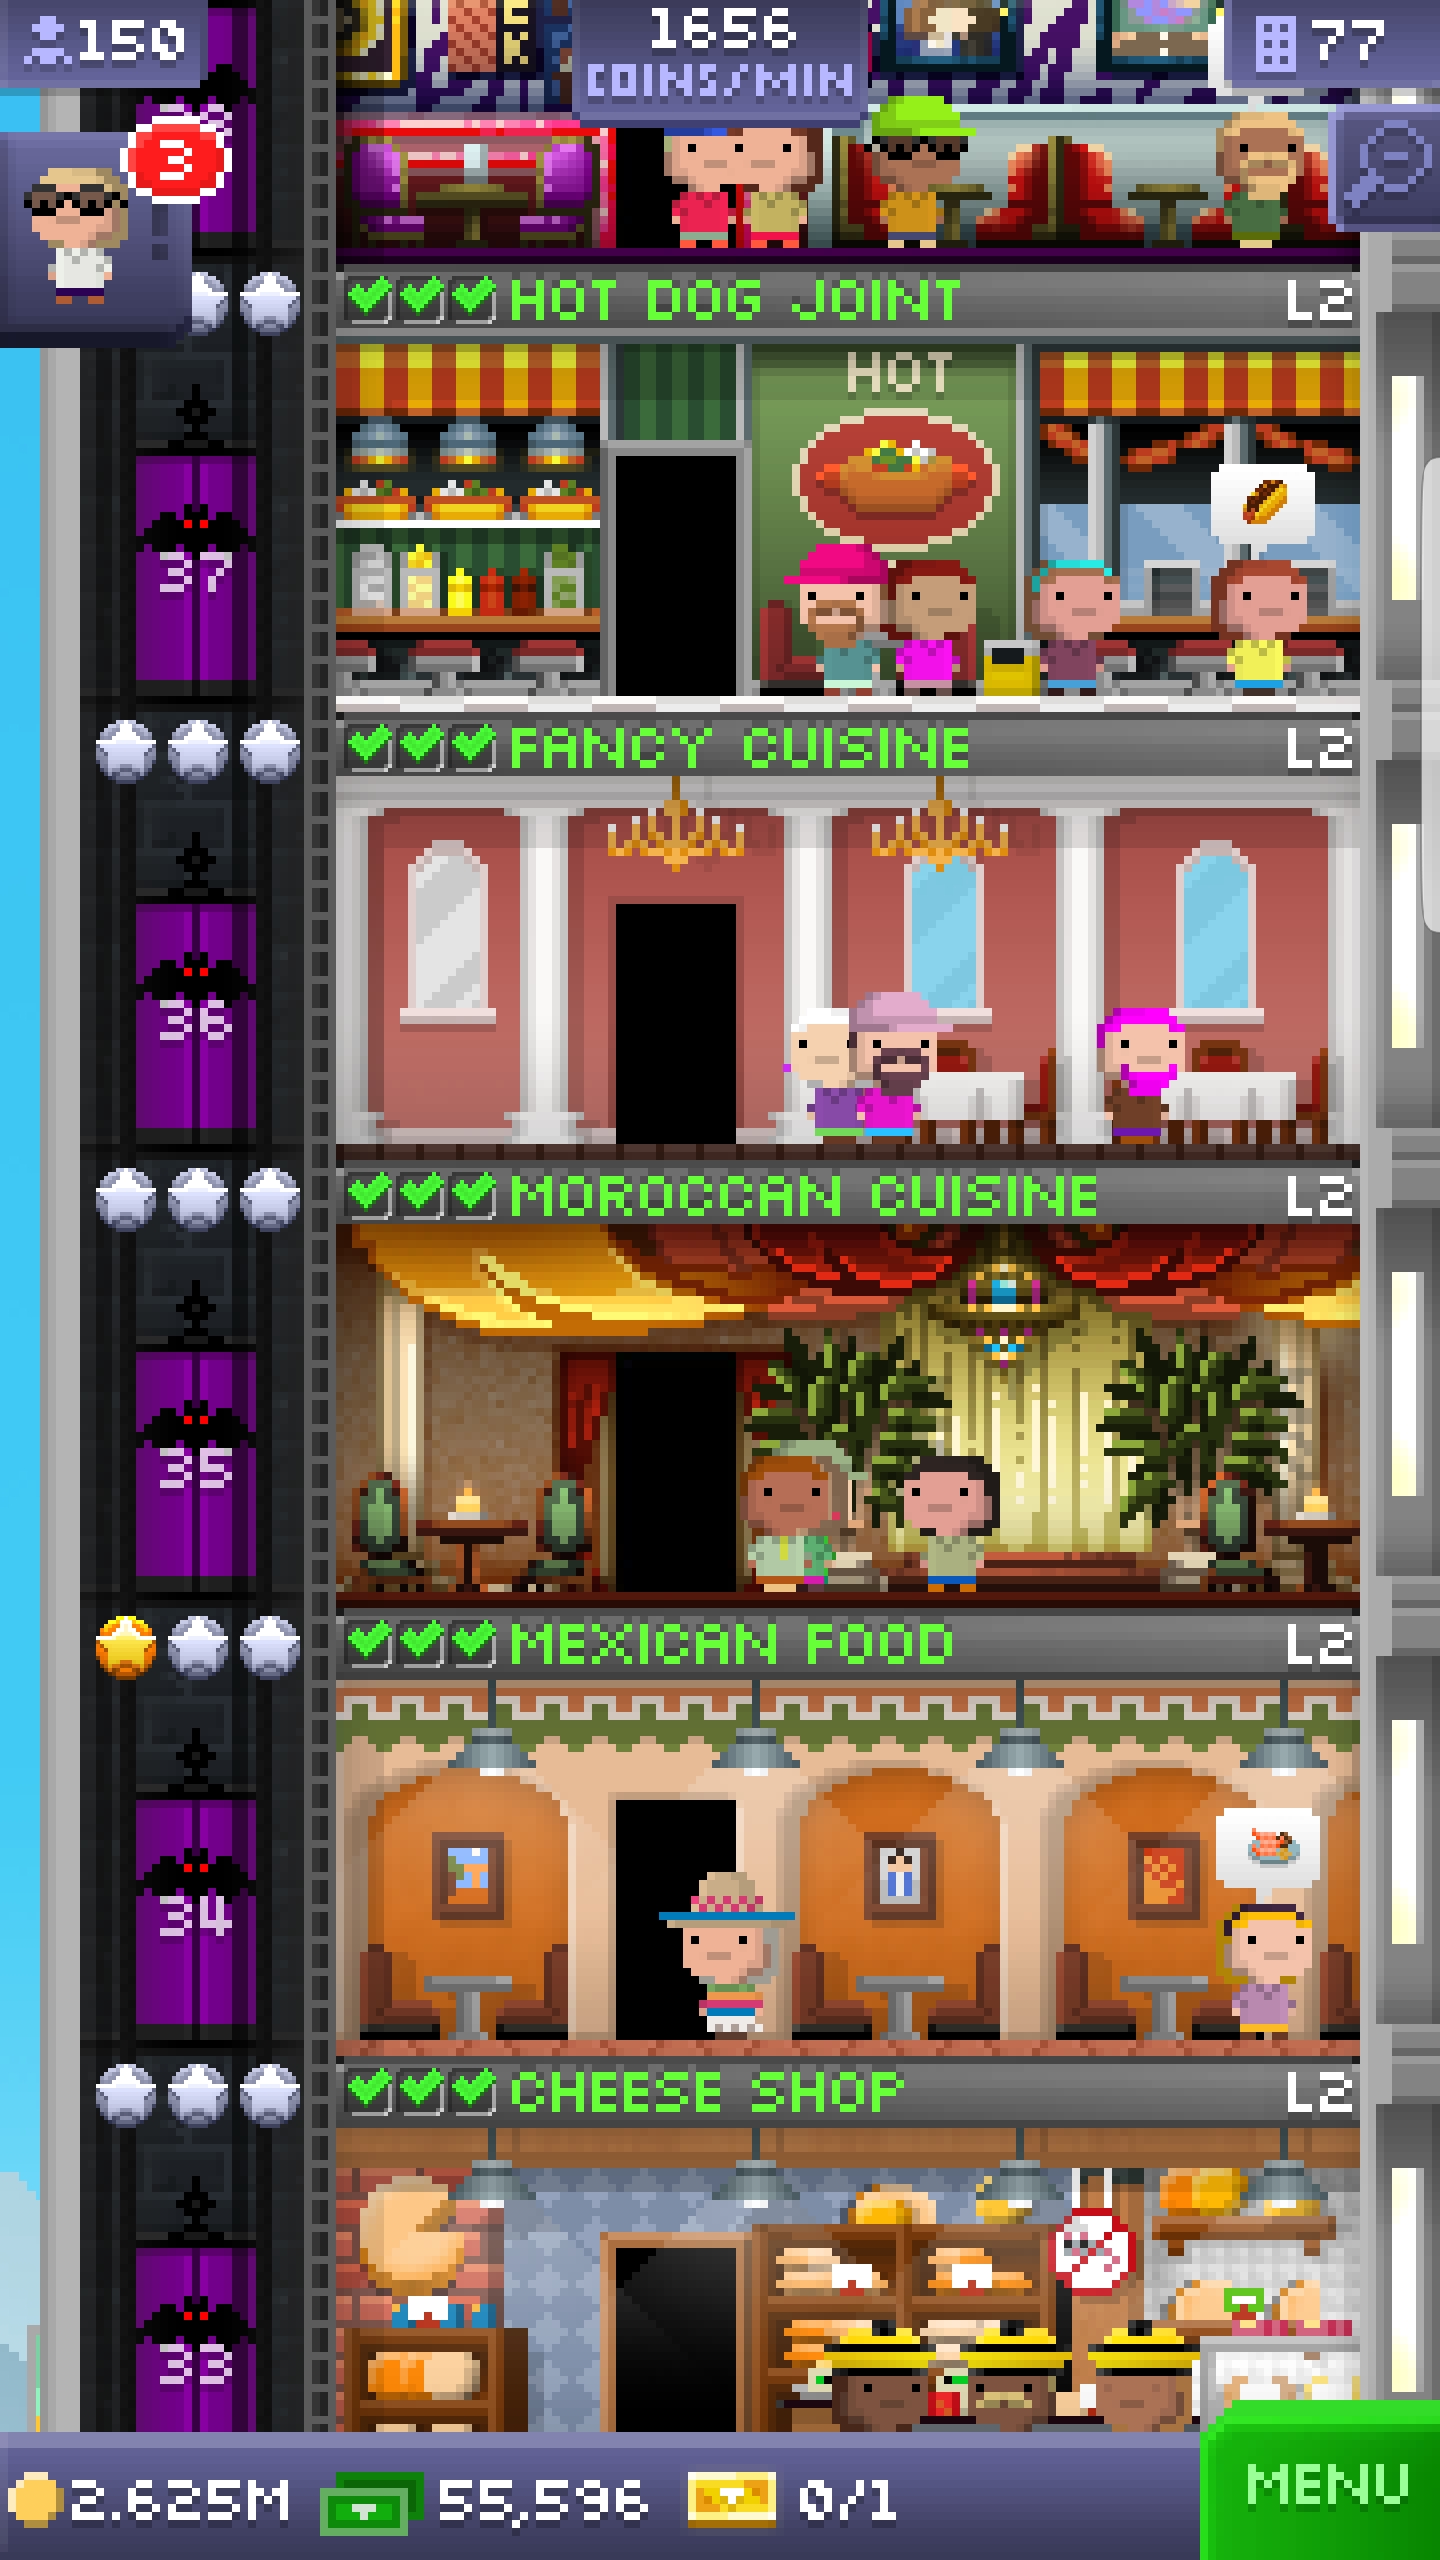 150
1656
COINS/MIN
77
3
HOT DOG JOINT L2
HOT
37
FANCY CUISINE L2
36
MOROCCAN CUISINE L2
35
MEXICAN FOOD L2
34
CHEESE SHOP L2
33
2.625M 55,596 0/1
MENU